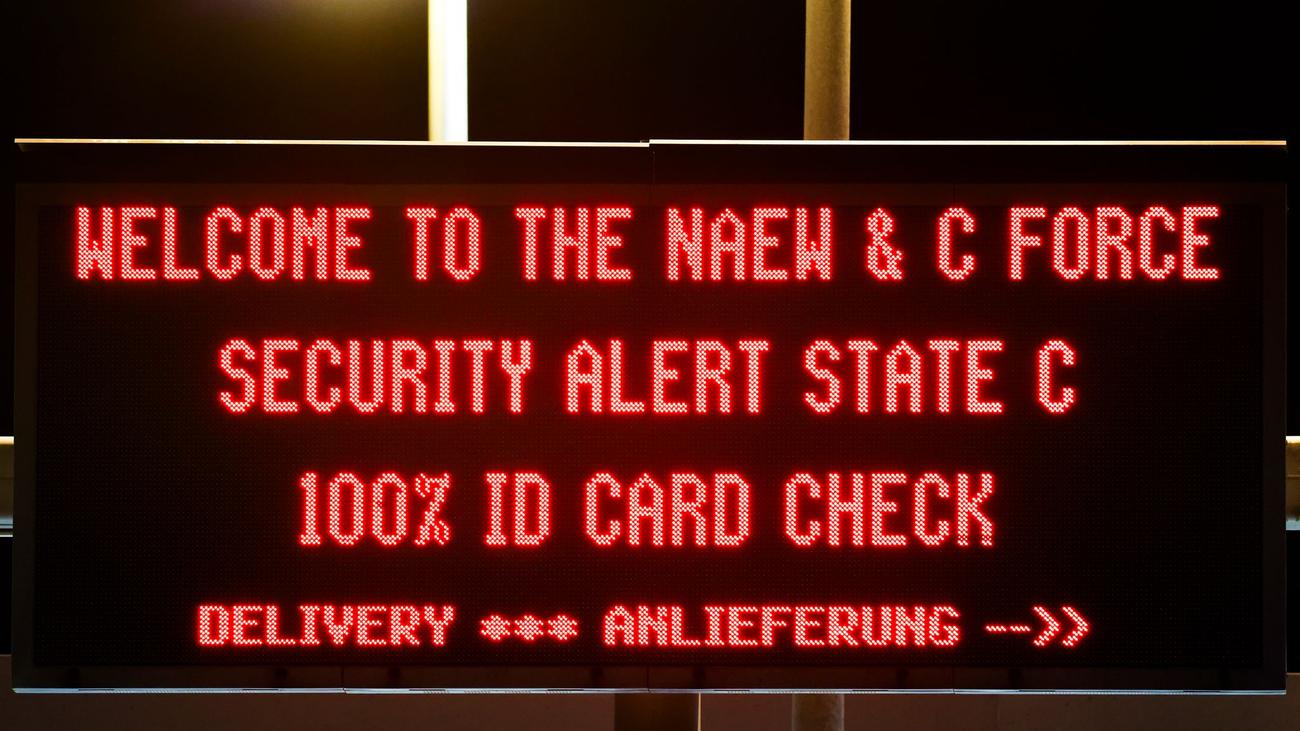 WELCOME TO THE NAEW & C FORCE
SECURITY ALERT STATE C
100% ID CARD CHECK
DELIVERY *** ANLIEFERUNG -->>